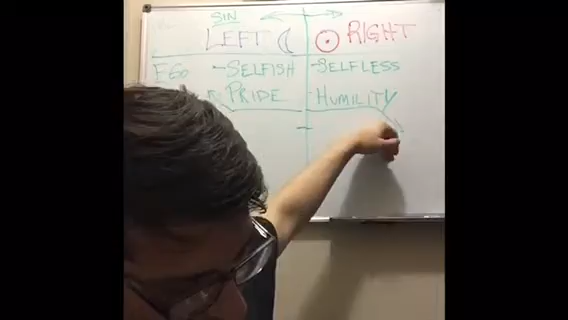 SIN
LEFT RIGHT
EGO - SELFISH - SELFLESS
PRIDE HUMILITY